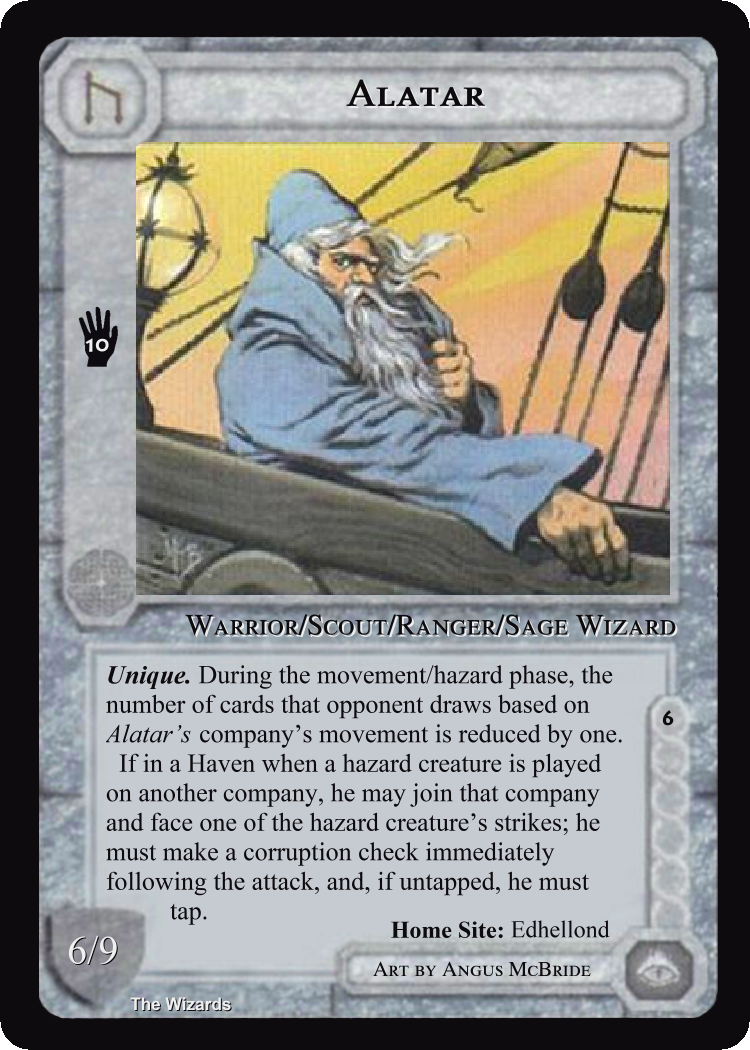 Alatar
10
Warrior/Scout/Ranger/Sage Wizard
Unique. During the movement/hazard phase, the
number of cards that opponent draws based on
Alatar's company's movement is reduced by one.
If in a Haven when a hazard creature is played
on another company, he may join that company
and face one of the hazard creature's strikes; he
must make a corruption check immediately
following the attack, and, if untapped, he must
tap.
6
Home Site: Edhellond
6/9
Art by Angus McBride
The Wizards